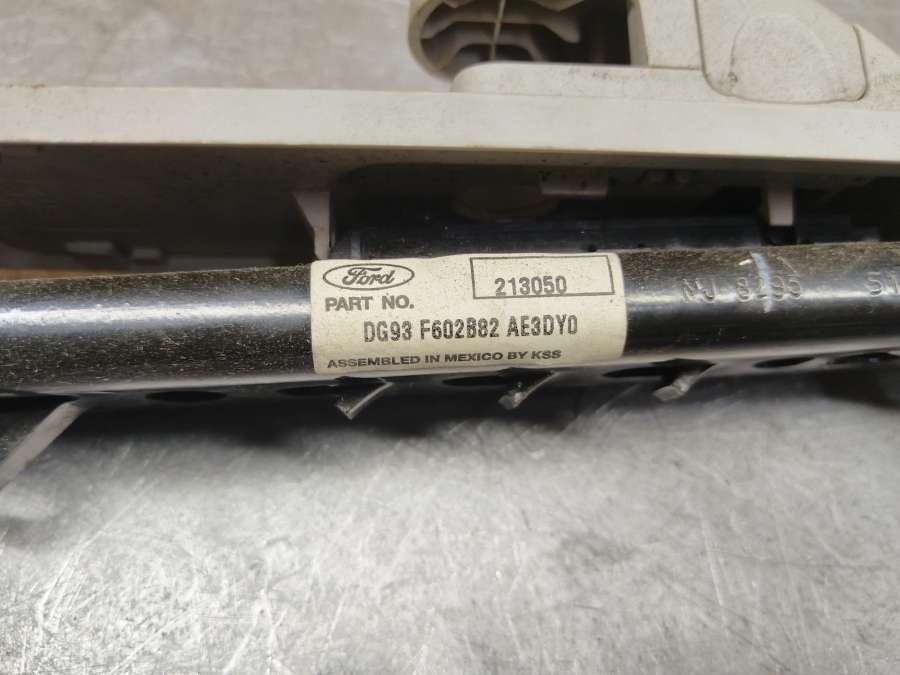 Ford
213050
PART NO.
DG93 F602B82 AE3DY0
ASSEMBLED IN MEXICO BY KSS